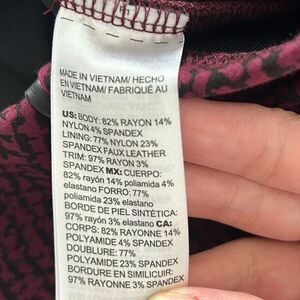 MADE IN VIETNAM/ HECHO
EN VIETNAM/ FABRIQUÉ AU
VIETNAM
US: BODY: 82% RAYON 14%
NYLON 4% SPANDEX
LINING: 77% NYLON 23%
SPANDEX FAUX LEATHER
TRIM: 97% RAYON 3%
SPANDEX MX: CUERPO:
82% rayón 14% poliamida 4%
elastano FORRO: 77%
poliamida 23% elastano
BORDE DE PIEL SINTÉTICA:
97% rayón 3% elastano CA:
CORPS: 82% RAYONNE 14%
POLYAMIDE 4% SPANDEX
DOUBLURE: 77%
POLYAMIDE 23% SPANDEX
BORDURE EN SIMILICUIR:
97% RAYONNE 3% SPANDEX